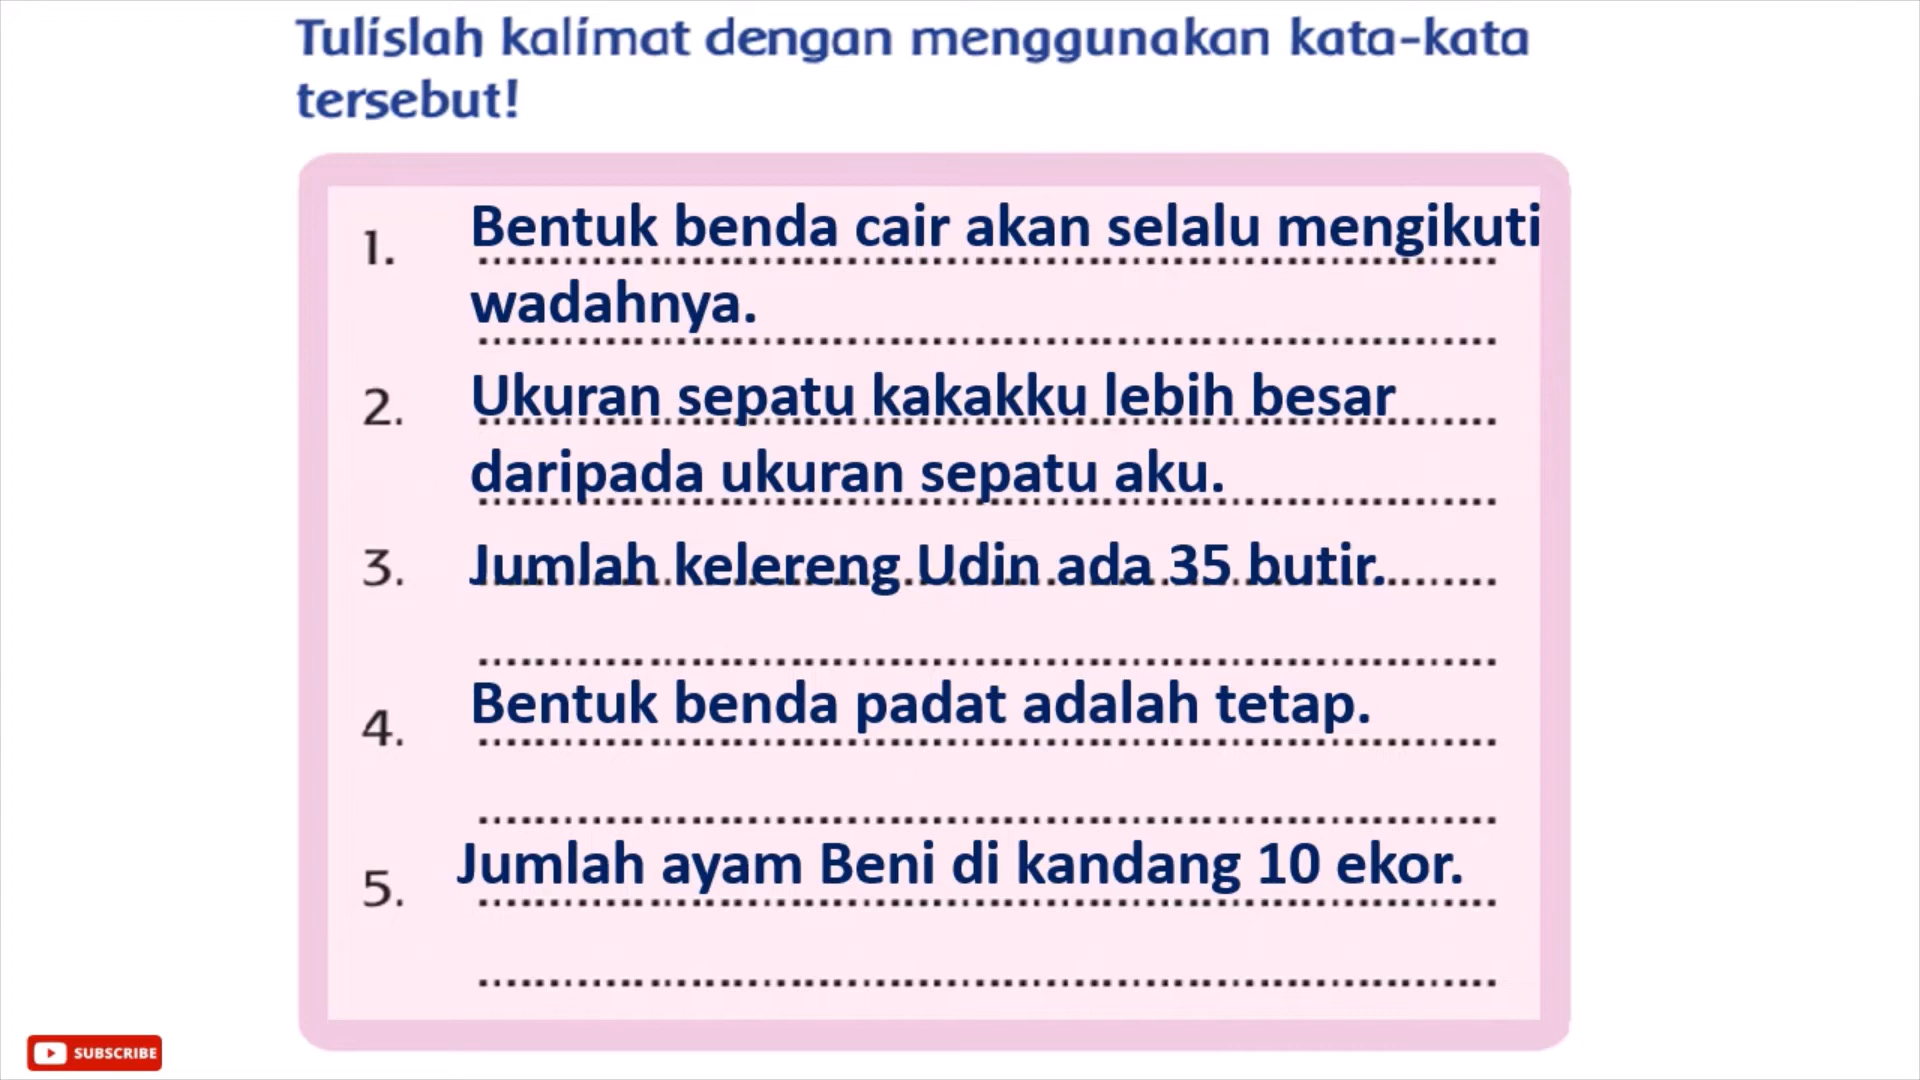 Tulislah kalimat dengan menggunakan kata-kata
tersebut!
1. Bentuk benda cair akan selalu mengikuti
wadahnya.
2. Ukuran sepatu kakakku lebih besar
daripada ukuran sepatu aku.
3. Jumlah kelereng Udin ada 35 butir.
4. Bentuk benda padat adalah tetap.
5. Jumlah ayam Beni di kandang 10 ekor.
SUBSCRIBE